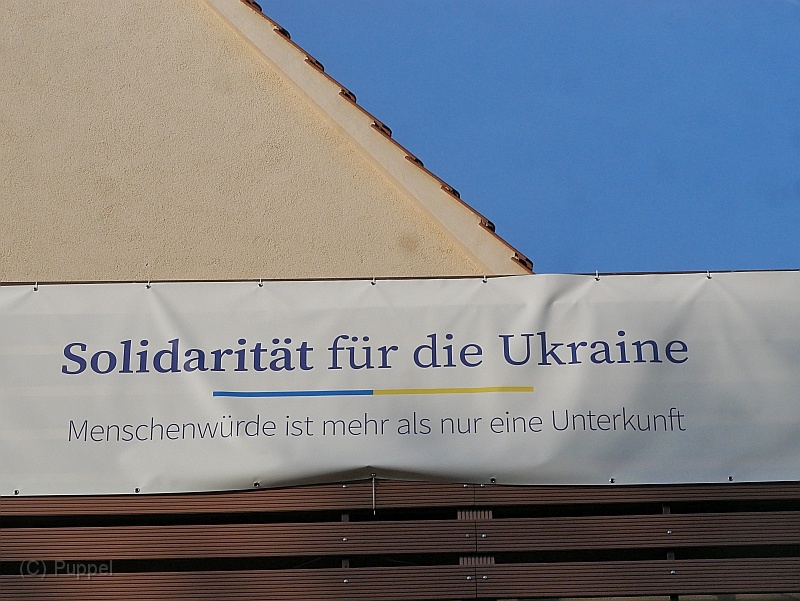 Solidarität für die Ukraine
Menschenwürde ist mehr als nur eine Unterkunft
(C) Puppel